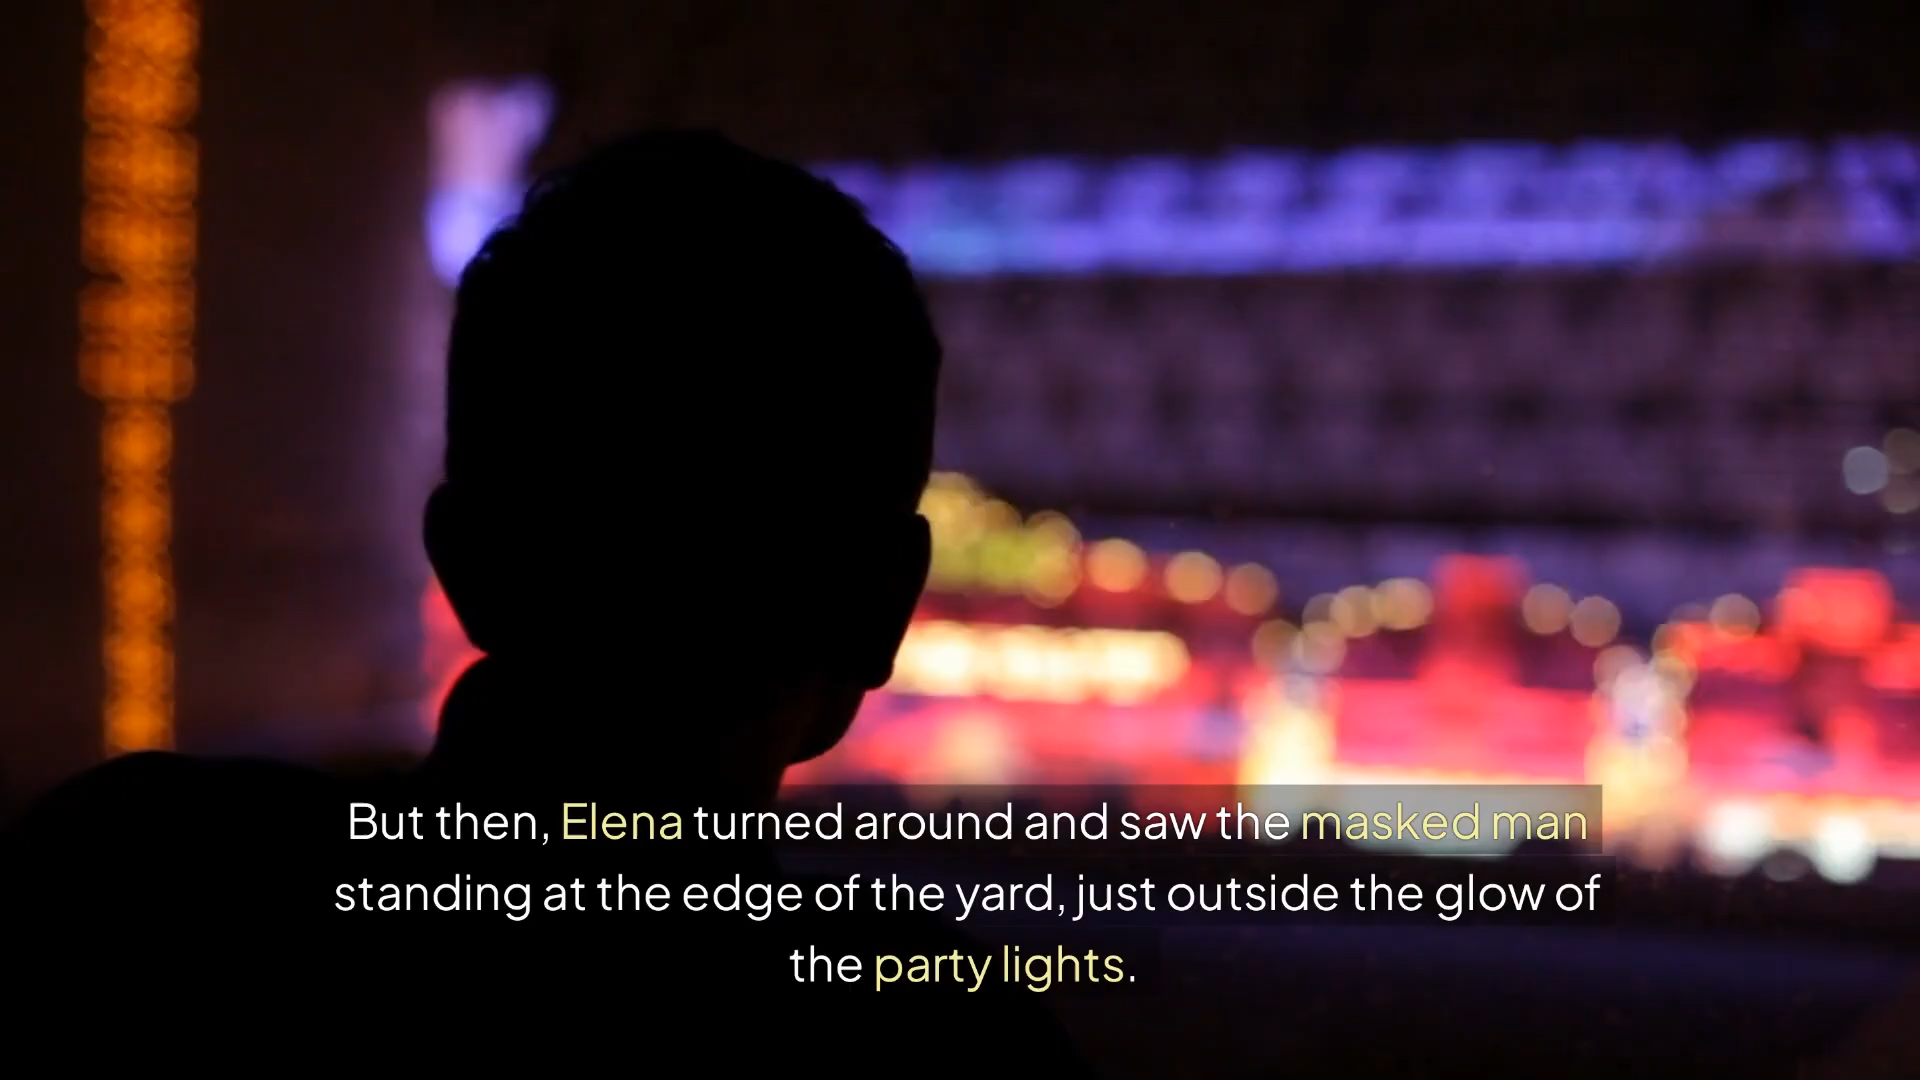 But then, Elena turned around and saw the masked man
standing at the edge of the yard, just outside the glow of
the party lights.